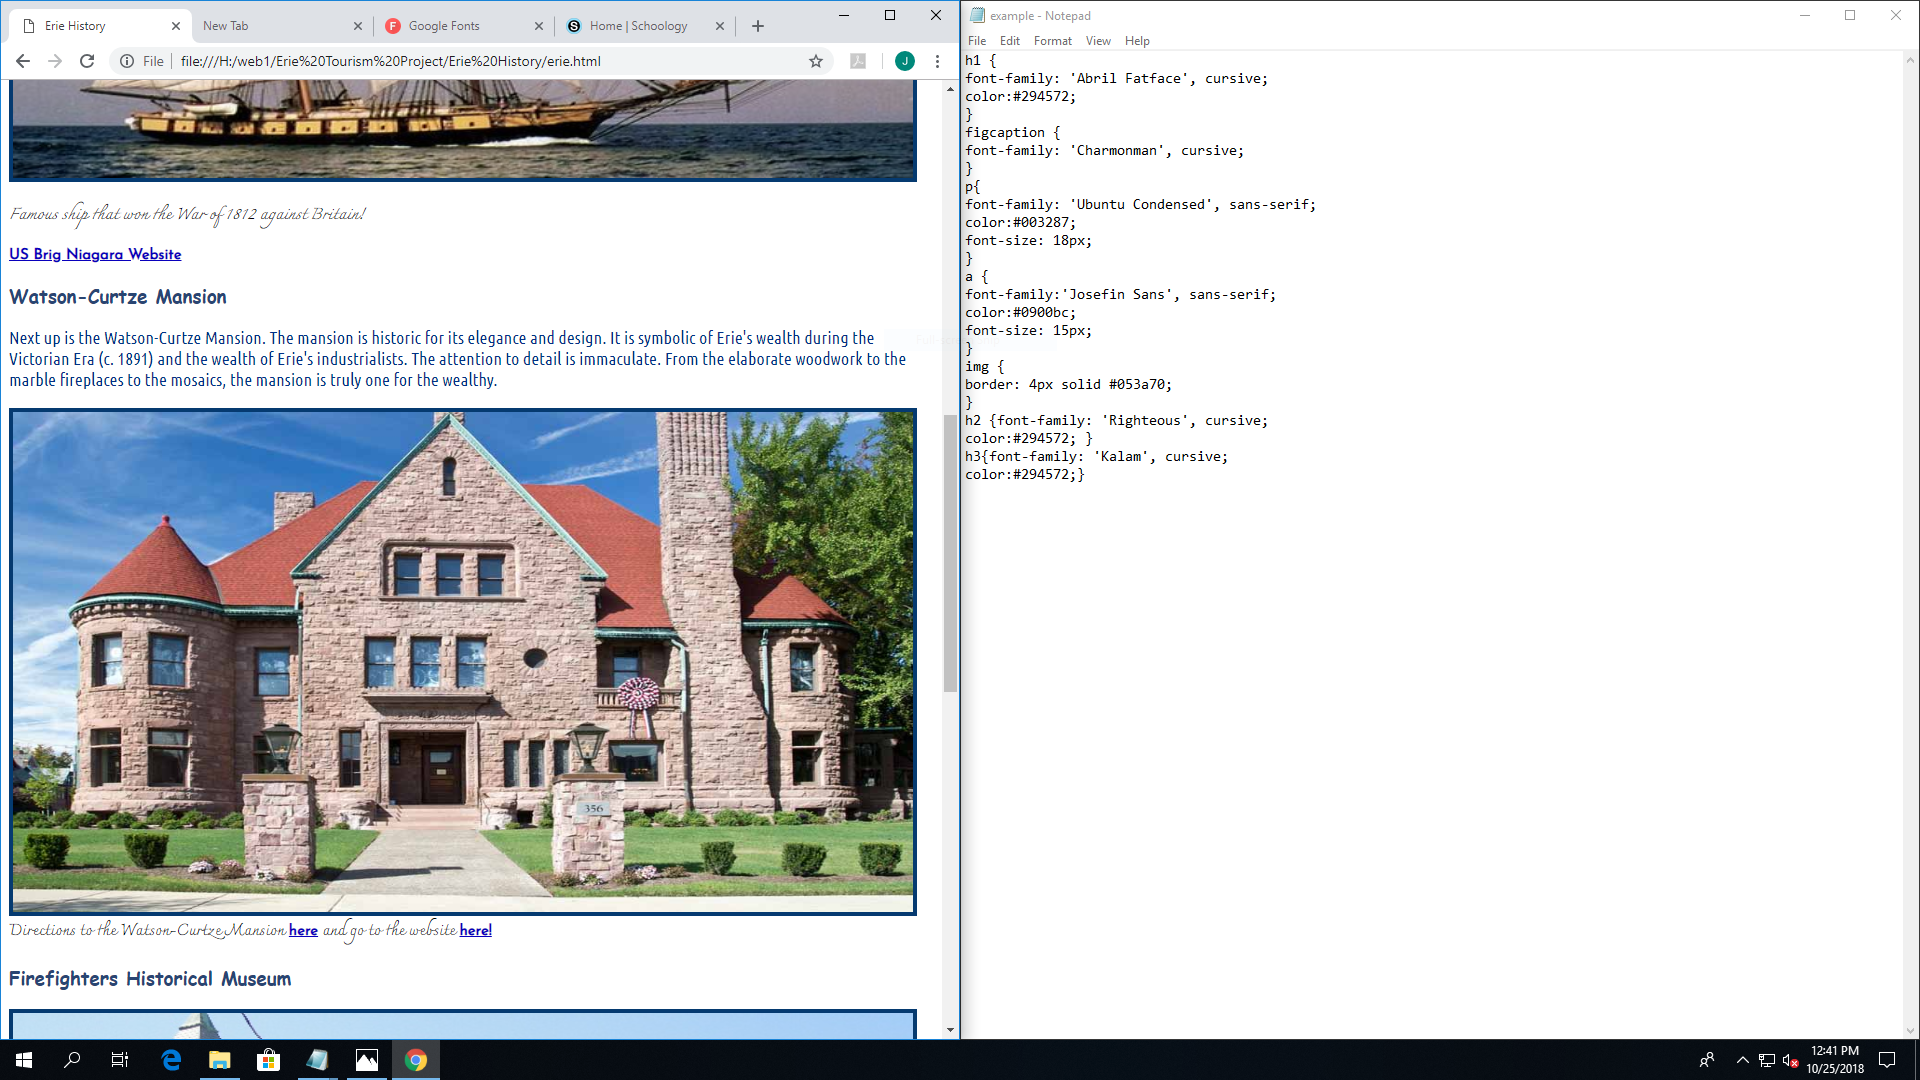 Erie History
New Tab
Google Fonts
Home | Schoology
File
file:///H:/web1/Erie%20Tourism%20Project/Erie%20History/erie.html
J
Famous ship that won the War of 1812 against Britain!
US Brig Niagara Website
Watson-Curtze Mansion
Next up is the Watson-Curtze Mansion. The mansion is historic for its elegance and design. It is symbolic of Erie's wealth during the
Victorian Era (c. 1891) and the wealth of Erie's industrialists. The attention to detail is immaculate. From the elaborate woodwork to the
marble fireplaces to the mosaics, the mansion is truly one for the wealthy.
356
Directions to the Watson-Curtze Mansion here and go to the website here!
Firefighters Historical Museum
example - Notepad
File Edit Format View Help
h1 {
font-family: 'Abril Fatface', cursive;
color:#294572;
}
figcaption {
font-family: 'Charmonman', cursive;
}
p{
font-family: 'Ubuntu Condensed', sans-serif;
color:#003287;
font-size: 18px;
}
a {
font-family:'Josefin Sans', sans-serif;
color:#0900bc;
font-size: 15px;
}
img {
border: 4px solid #053a70;
}
h2 {font-family: 'Righteous', cursive;
color:#294572; }
h3{font-family: 'Kalam', cursive;
color:#294572;}
12:41 PM
10/25/2018